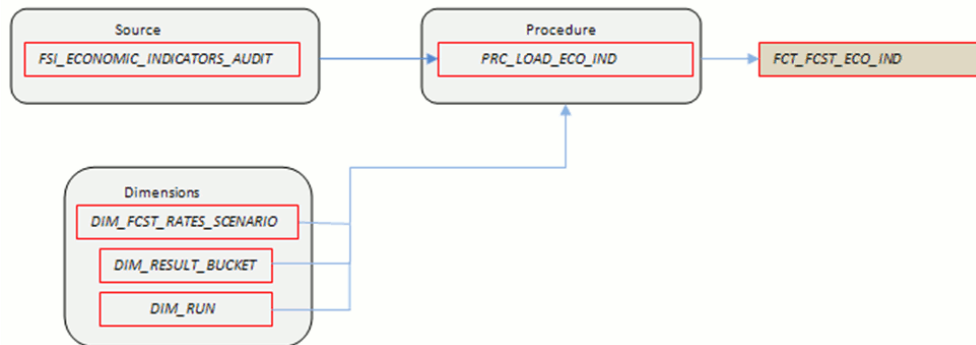 Source
FSI_ECONOMIC_INDICATORS_AUDIT
Procedure
PRC_LOAD_ECO_IND
FCT_FCST_ECO_IND
Dimensions
DIM_FCST_RATES_SCENARIO
DIM_RESULT_BUCKET
DIM_RUN